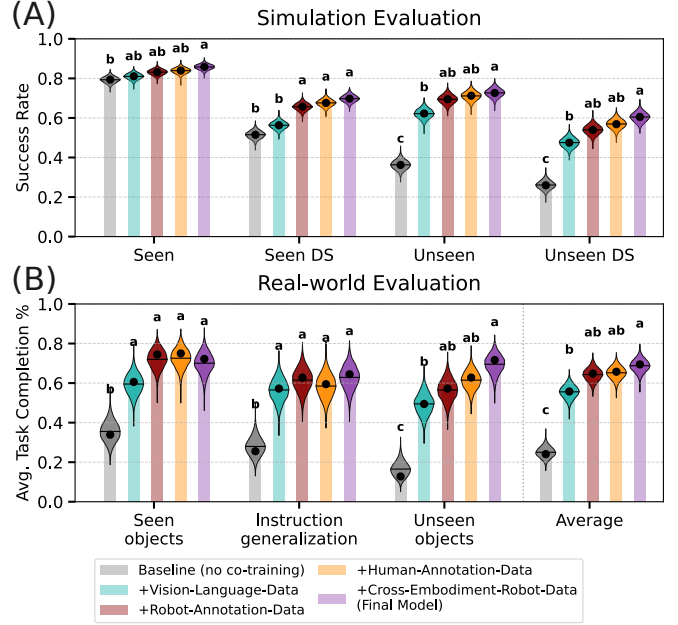 (A)
Simulation Evaluation
Success Rate
1.0
0.8
0.6
0.4
0.2
0.0
b ab ab ab a
b b a a a
c b ab ab a
c b ab ab a
Seen
Seen DS
Unseen
Unseen DS
(B)
Real-world Evaluation
Avg. Task Completion %
1.0
0.8
0.6
0.4
0.2
0.0
b a a a a
b a a a a
c b ab ab a
c b ab ab a
Seen
objects
Instruction
generalization
Unseen
objects
Average
Baseline (no co-training)
+Vision-Language-Data
+Robot-Annotation-Data
+Human-Annotation-Data
+Cross-Embodiment-Robot-Data
(Final Model)